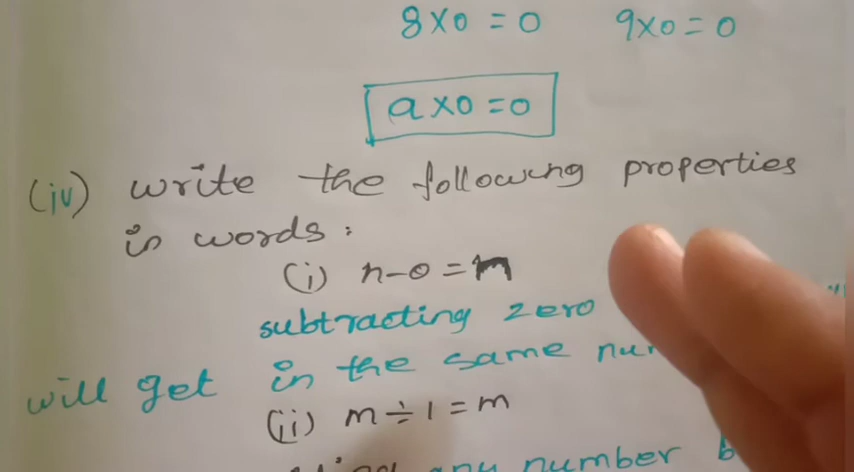 8×0 = 0 9×0 = 0
a×0 = 0
(iv) write the following properties
in words :
(i) n-0 = n
subtracting zero
will get in the same
(ii) m÷1 = m
any number